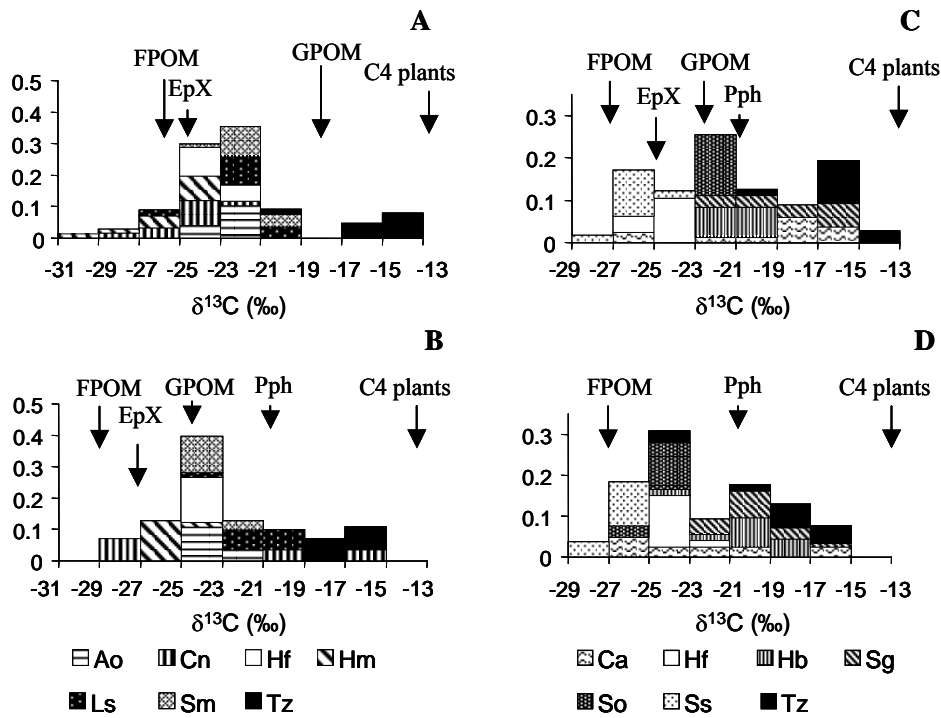 A
FPOM
EpX
GPOM
C4 plants
0.5
0.4
0.3
0.2
0.1
0
-31 -29 -27 -25 -23 -21 -19 -17 -15 -13
δ13C (‰)
C
FPOM
EpX
GPOM
Pph
C4 plants
0.3
0.2
0.1
0
-29 -27 -25 -23 -21 -19 -17 -15 -13
δ13C (‰)
B
FPOM
EpX
GPOM
Pph
C4 plants
0.5
0.4
0.3
0.2
0.1
0
-31 -29 -27 -25 -23 -21 -19 -17 -15 -13
δ13C (‰)
Ao Cn Hf Hm
Ls Sm Tz
D
FPOM
Pph
C4 plants
0.3
0.2
0.1
0
-29 -27 -25 -23 -21 -19 -17 -15 -13
δ13C (‰)
Ca Hf Hb Sg
So Ss Tz